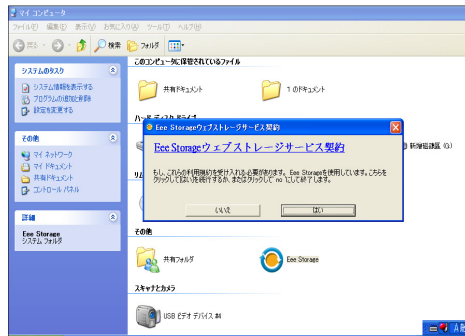 マイ コンピュータ
ファイル(F) 編集(E) 表示(V) お気に入り(A) ツール(T) ヘルプ(H)
戻る 検索 フォルダ
システムのタスク
システム情報を表示する
プログラムの追加と削除
設定を変更する
その他
マイ ネットワーク
マイ ドキュメント
共有ドキュメント
コントロール パネル
詳細
Eee Storage
システム フォルダ
このコンピュータに保管されているファイル
共有ドキュメント
1 のドキュメント
ハード ディスク ドライブ
Eee Storageウェブストレージサービス契約
Eee Storageウェブストレージサービス契約
もし、これらの利用規約を受け入れる必要があります。Eee Storageを使用しています。こちらを
クリックして[はい]を続行するか、またはクリックして" no "にして終了します。
いいえ
はい
(G)
その他
共有フォルダ
Eee Storage
スキャナとカメラ
USB ビデオ デバイス #4